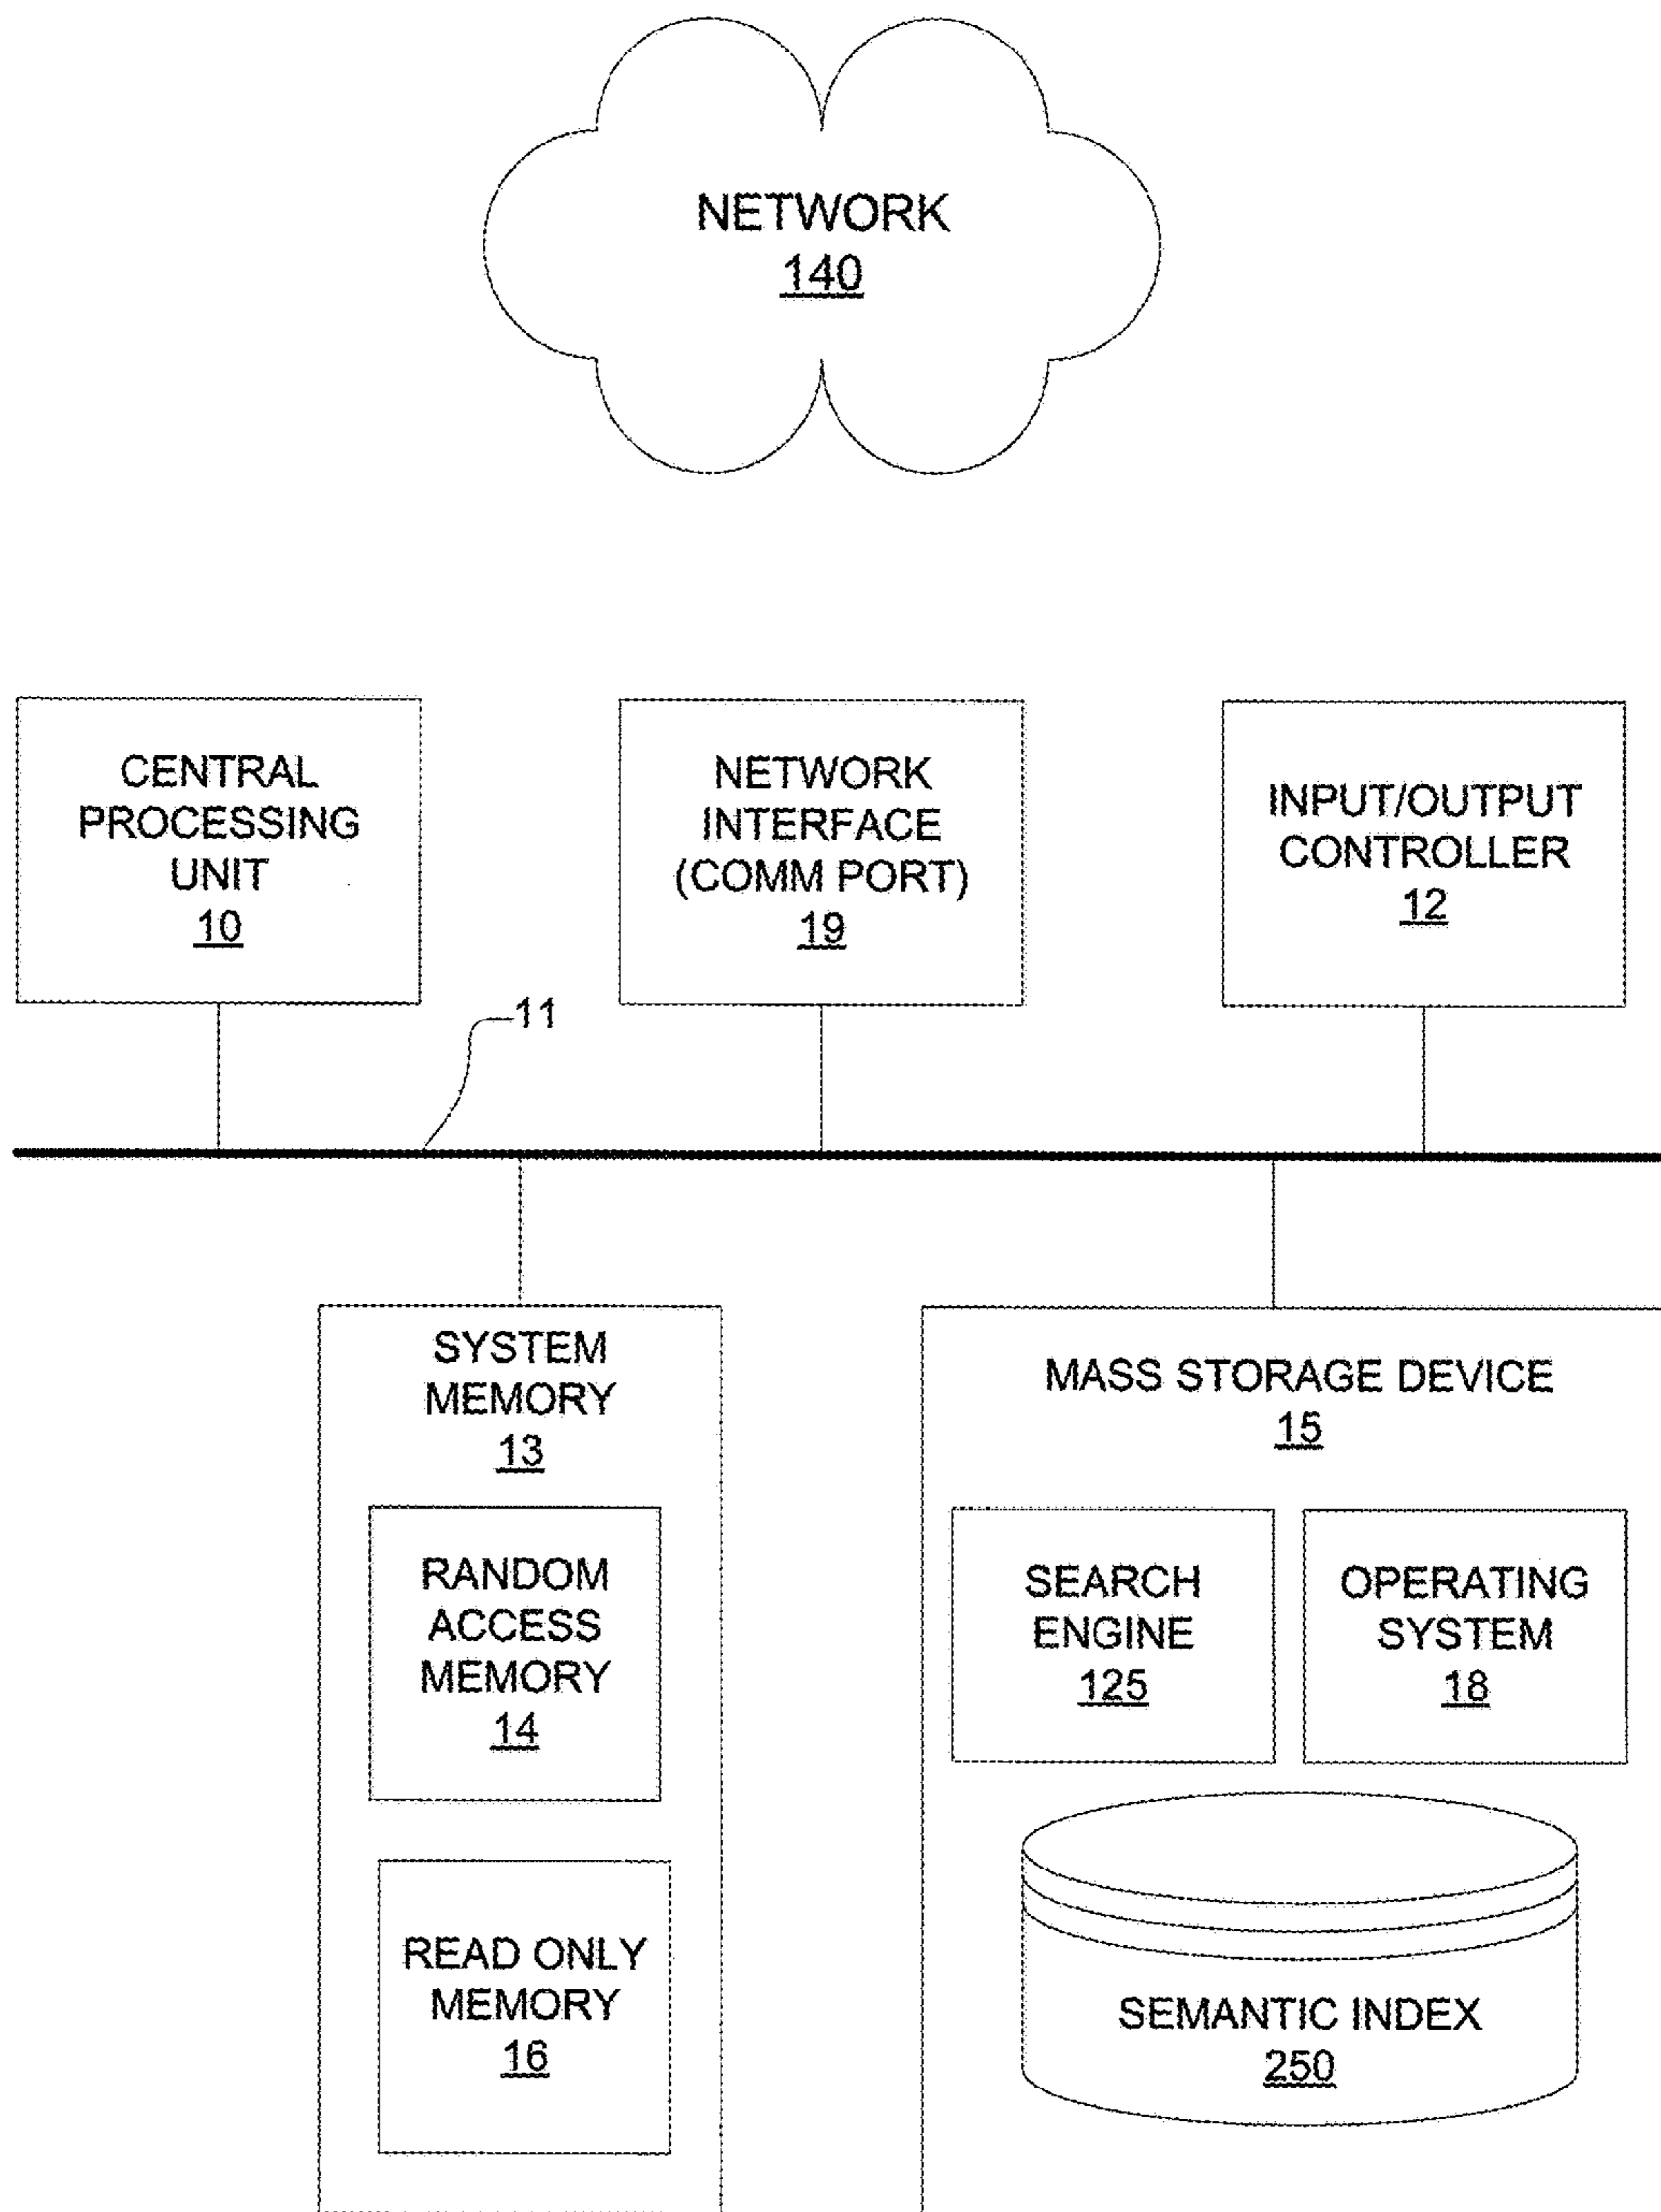 NETWORK
140
CENTRAL
PROCESSING
UNIT
10
NETWORK
INTERFACE
(COMM PORT)
19
INPUT/OUTPUT
CONTROLLER
12
11
SYSTEM
MEMORY
13
RANDOM
ACCESS
MEMORY
14
READ ONLY
MEMORY
16
MASS STORAGE DEVICE
15
SEARCH
ENGINE
125
OPERATING
SYSTEM
18
SEMANTIC INDEX
250